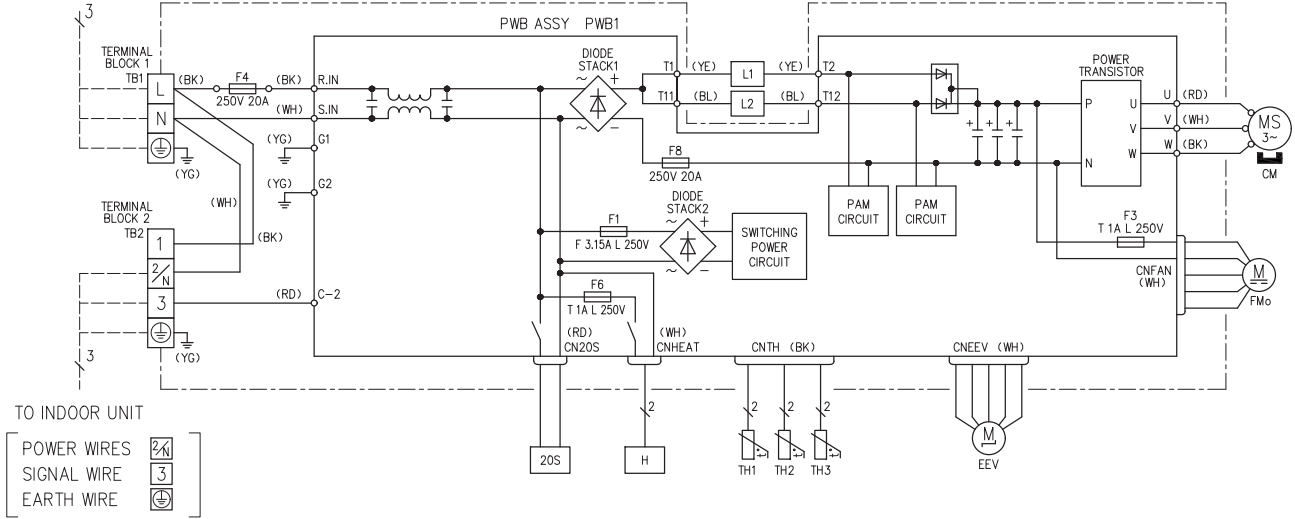 3
PWB ASSY PWB1
TERMINAL
BLOCK 1
TB1
L
N
(BK)
F4
250V 20A
(BK)
R.IN
(WH)
S.IN
(YG)
G1
(YG)
(YG)
G2
(WH)
(BK)
DIODE
STACK1
~
+
~
−
T1
(YE)
L1
(YE)
T2
T11
(BL)
L2
(BL)
T12
F8
250V 20A
PAM
CIRCUIT
PAM
CIRCUIT
+
+
+
POWER
TRANSISTOR
P
N
U
V
W
U
(RD)
V
(WH)
W
(BK)
MS
3~
CM
TERMINAL
BLOCK 2
TB2
1
2/N
3
(RD)
C-2
(YG)
3
F1
F 3.15A L 250V
DIODE
STACK2
~
+
~
−
SWITCHING
POWER
CIRCUIT
F6
T 1A L 250V
F3
T 1A L 250V
CNFAN
(WH)
M
FMo
(RD)
CN20S
(WH)
CNHEAT
CNTH (BK)
CNEEV (WH)
20S
2
H
2
2
2
t
t
t
TH1
TH2
TH3
M
EEV
TO INDOOR UNIT
POWER WIRES 2/N
SIGNAL WIRE 3
EARTH WIRE